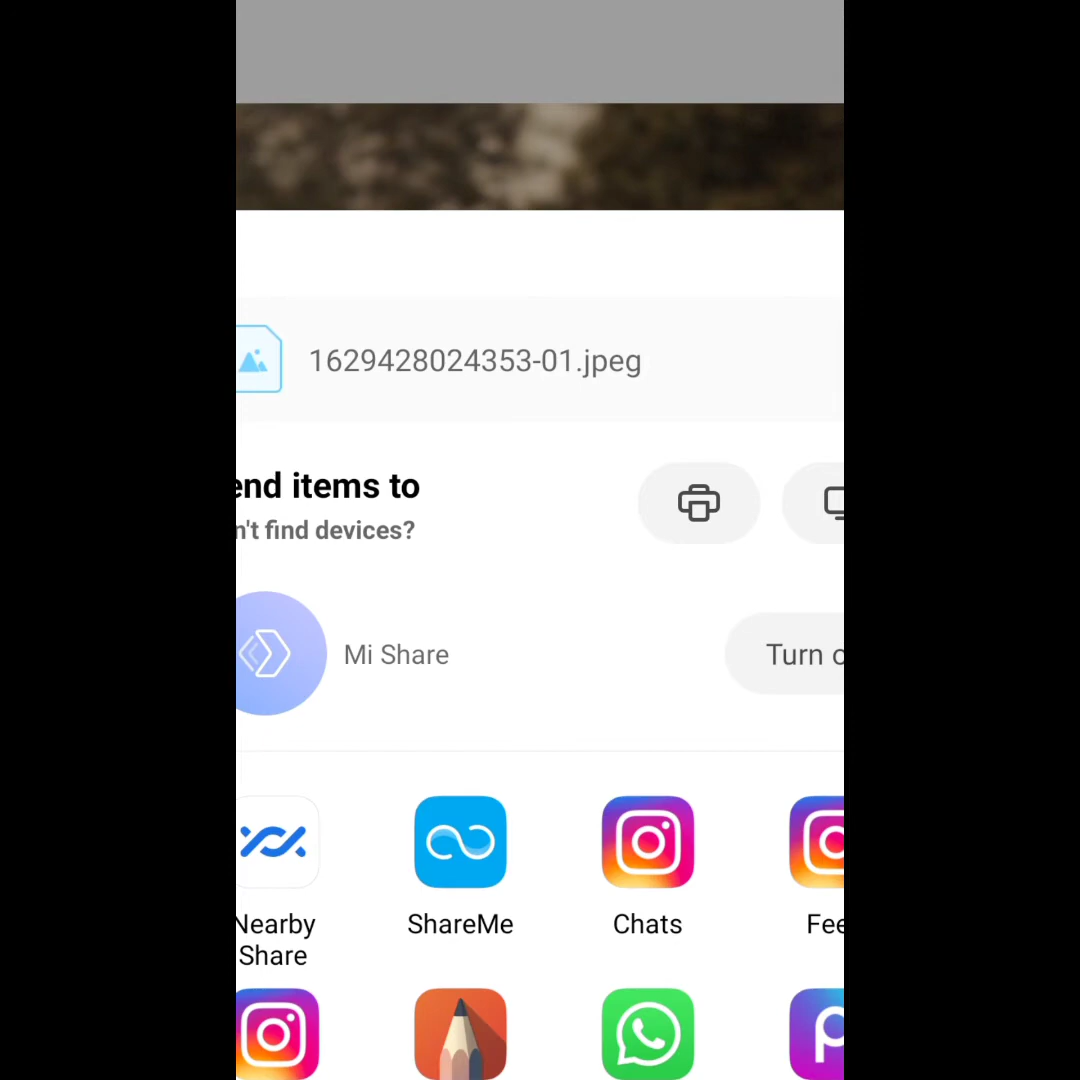 1629428024353-01.jpeg
end items to
n't find devices?
Mi Share
Turn o
Nearby
Share
ShareMe
Chats
Fee